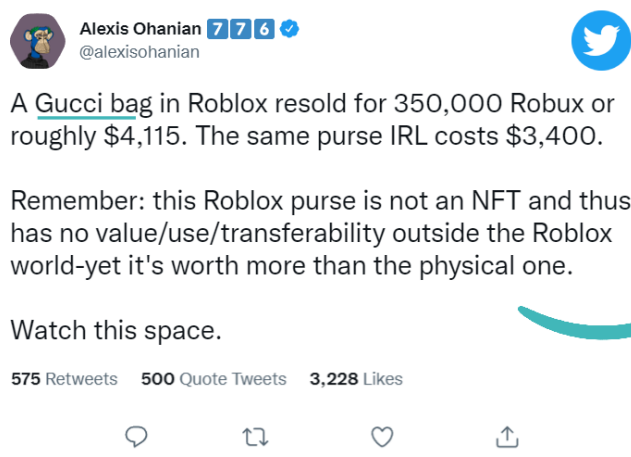 Alexis Ohanian 7 7 6
@alexisohanian
A Gucci bag in Roblox resold for 350,000 Robux or
roughly $4,115. The same purse IRL costs $3,400.
Remember: this Roblox purse is not an NFT and thus
has no value/use/transferability outside the Roblox
world-yet it's worth more than the physical one.
Watch this space.
575 Retweets 500 Quote Tweets 3,228 Likes